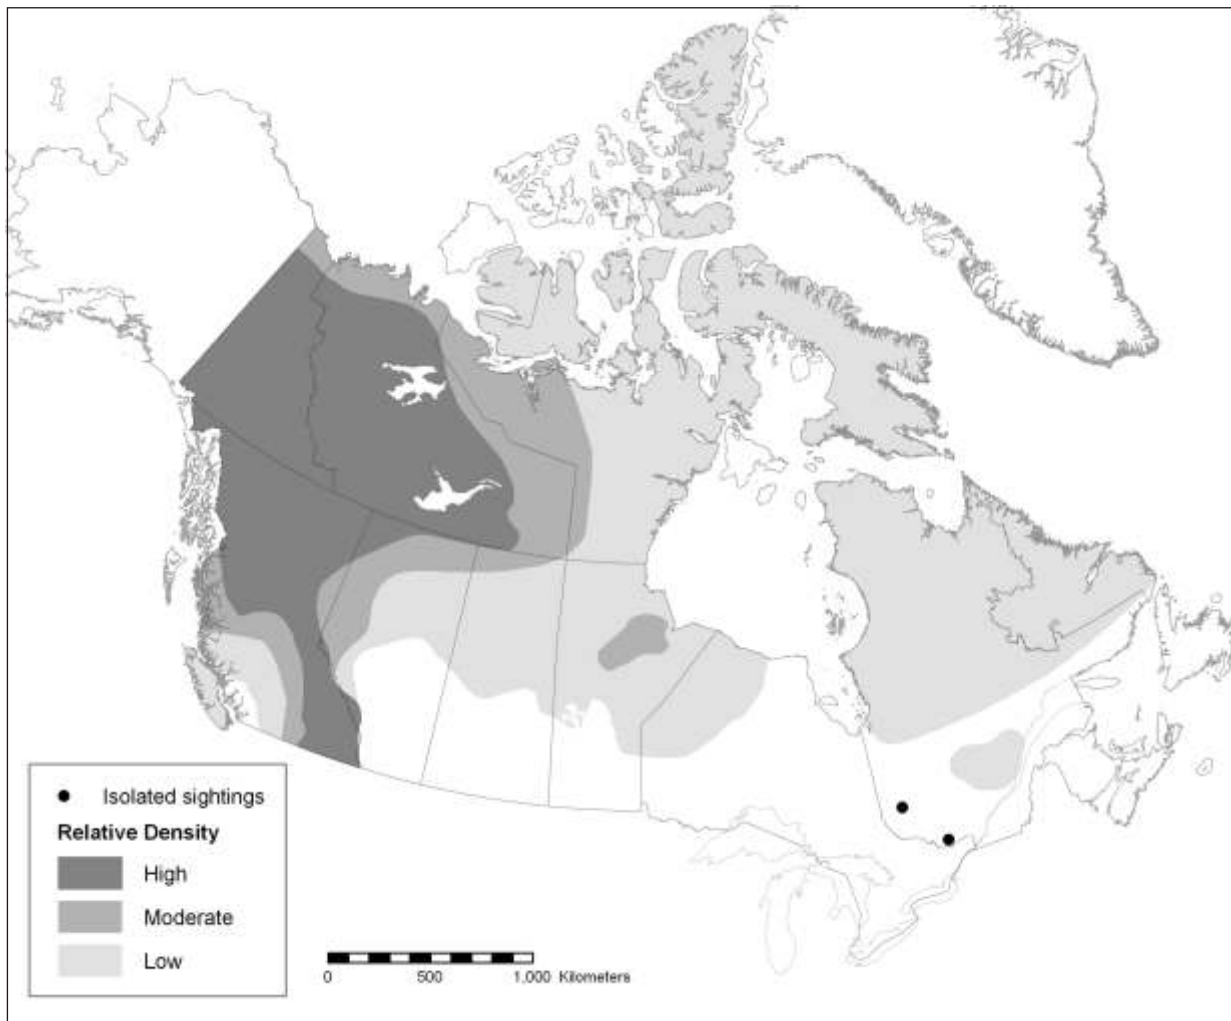 Isolated sightings
Relative Density
High
Moderate
Low
0 500 1,000 Kilometers